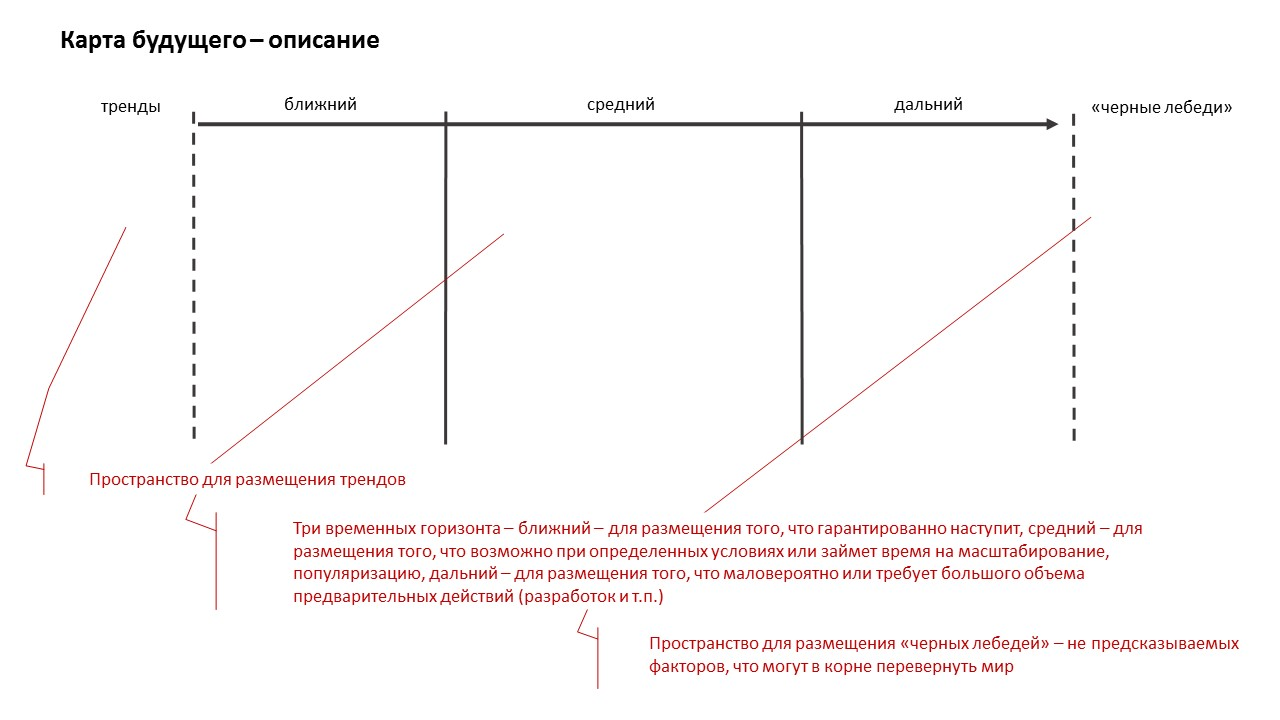 Карта будущего – описание
тренды
ближний
средний
дальний
«черные лебеди»
Пространство для размещения трендов
Три временных горизонта – ближний – для размещения того, что гарантированно наступит, средний – для
размещения того, что возможно при определенных условиях или займет время на масштабирование,
популяризацию, дальний – для размещения того, что маловероятно или требует большого объема
предварительных действий (разработок и т.п.)
Пространство для размещения «черных лебедей» – не предсказываемых
факторов, что могут в корне перевернуть мир